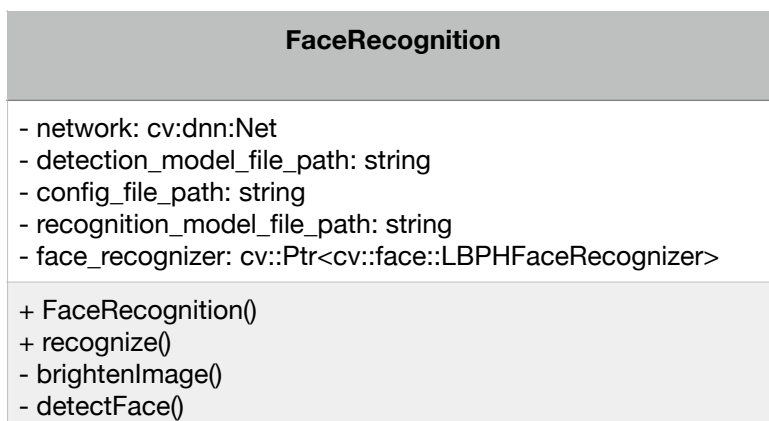 FaceRecognition
- network: cv:dnn:Net
- detection_model_file_path: string
- config_file_path: string
- recognition_model_file_path: string
- face_recognizer: cv::Ptr<cv::face::LBPHFaceRecognizer>
+ FaceRecognition()
+ recognize()
- brightenImage()
- detectFace()